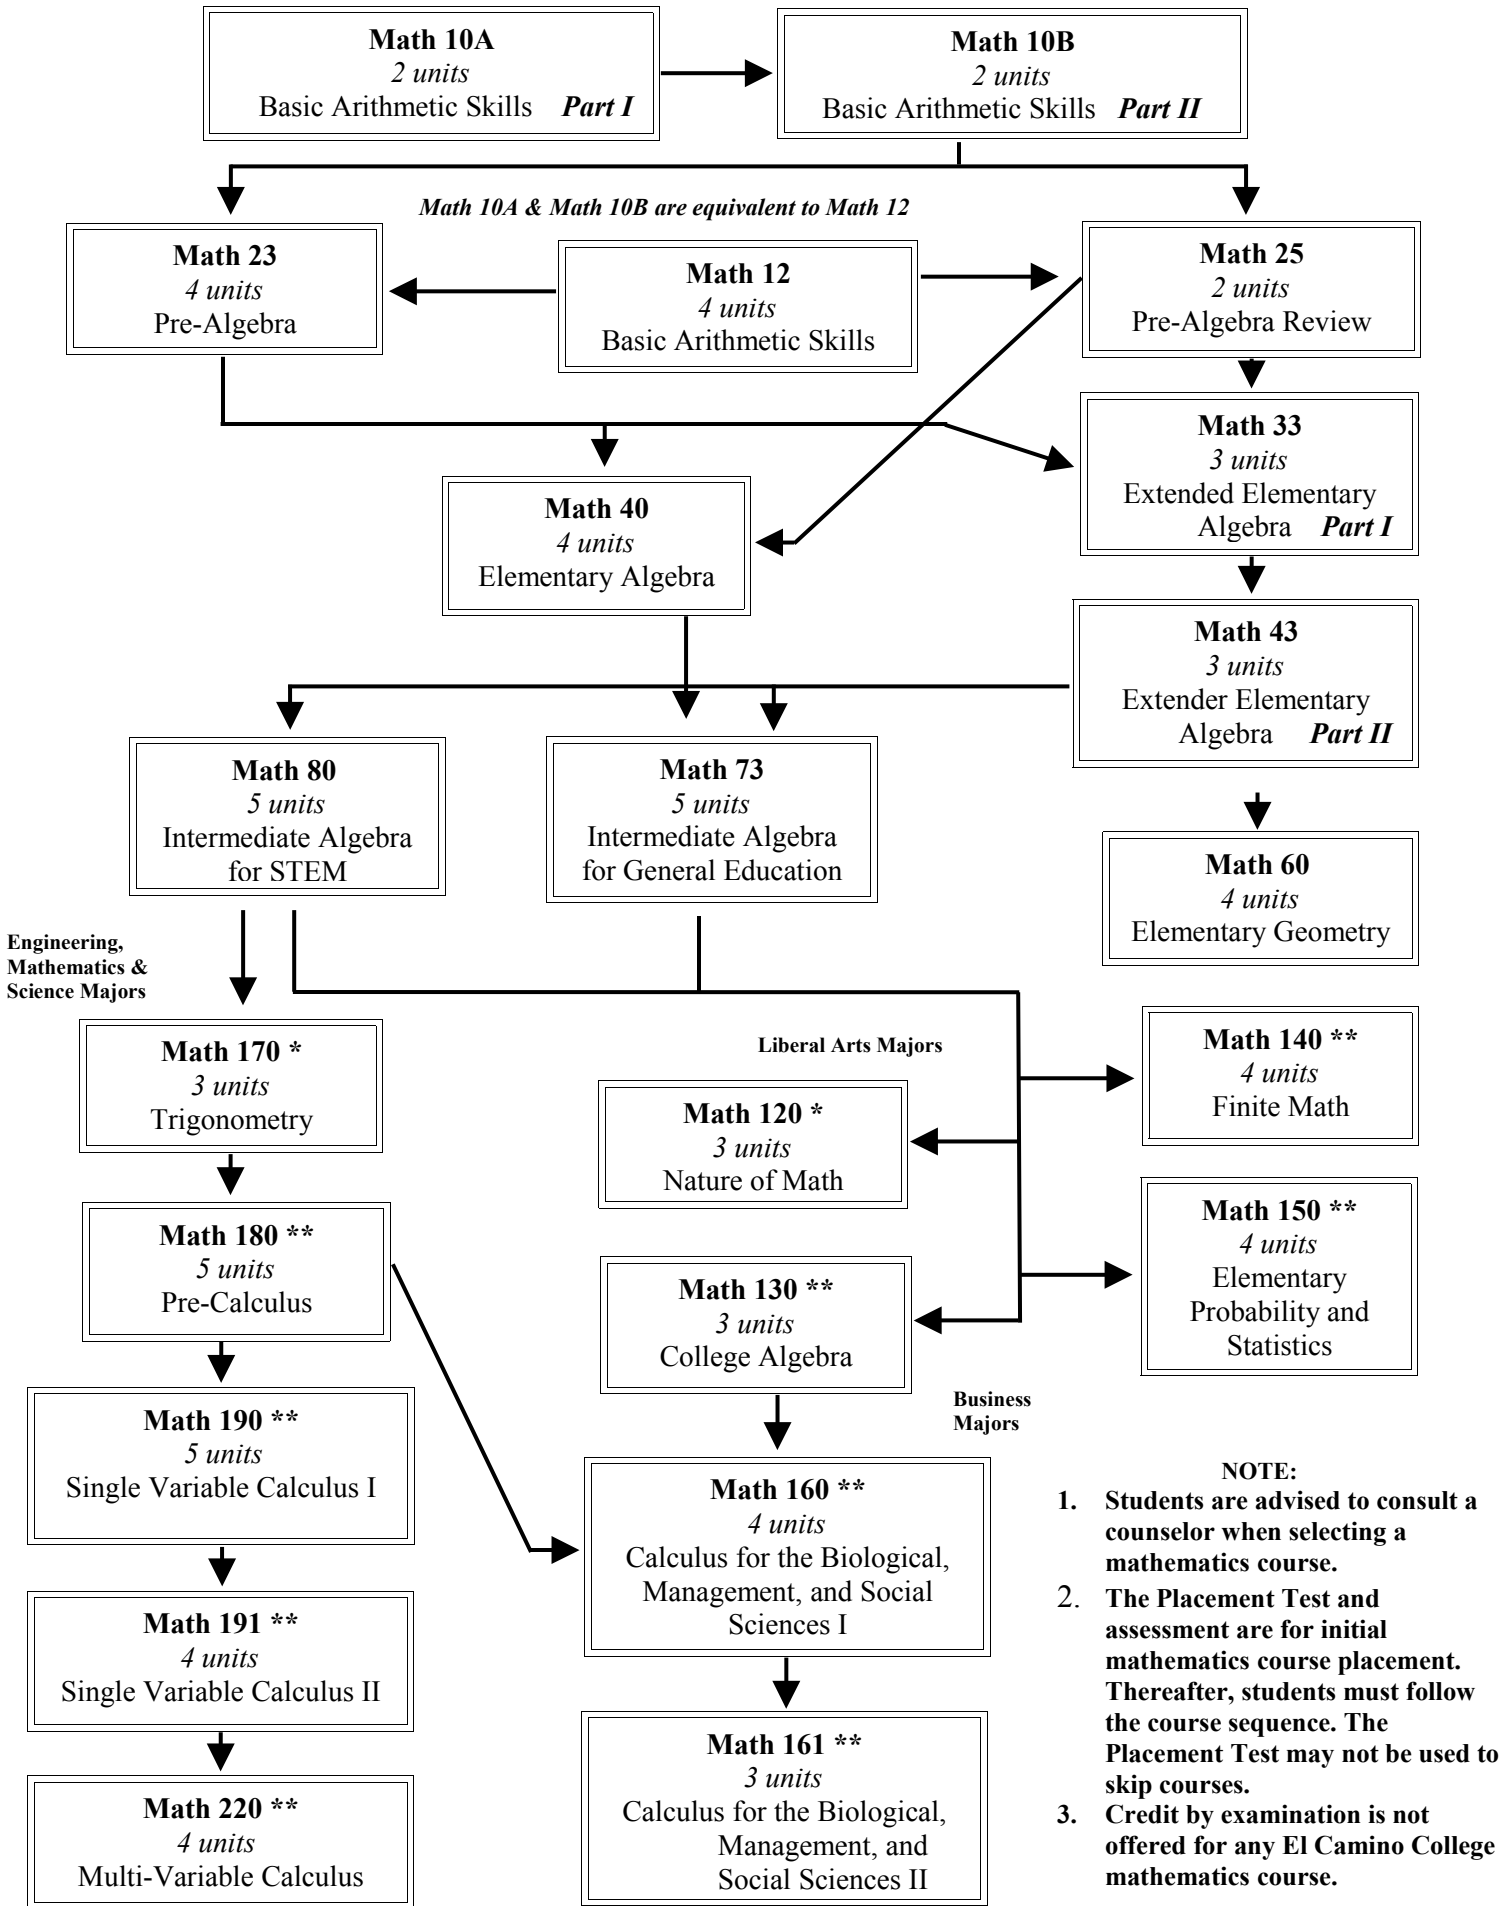 Math 10A
2 units
Basic Arithmetic Skills Part I
Math 10B
2 units
Basic Arithmetic Skills Part II
Math 10A & Math 10B are equivalent to Math 12
Math 23
4 units
Pre-Algebra
Math 12
4 units
Basic Arithmetic Skills
Math 25
2 units
Pre-Algebra Review
Math 33
3 units
Extended Elementary
Algebra Part I
Math 40
4 units
Elementary Algebra
Math 43
3 units
Extender Elementary
Algebra Part II
Math 80
5 units
Intermediate Algebra
for STEM
Math 73
5 units
Intermediate Algebra
for General Education
Math 60
4 units
Elementary Geometry
Engineering,
Mathematics &
Science Majors
Math 170 *
3 units
Trigonometry
Liberal Arts Majors
Math 120 *
3 units
Nature of Math
Math 140 **
4 units
Finite Math
Math 180 **
5 units
Pre-Calculus
Math 130 **
3 units
College Algebra
Math 150 **
4 units
Elementary
Probability and
Statistics
Business
Majors
Math 190 **
5 units
Single Variable Calculus I
Math 160 **
4 units
Calculus for the Biological,
Management, and Social
Sciences I
Math 191 **
4 units
Single Variable Calculus II
Math 161 **
3 units
Calculus for the Biological,
Management, and
Social Sciences II
Math 220 **
4 units
Multi-Variable Calculus
NOTE:
1. Students are advised to consult a
counselor when selecting a
mathematics course.
2. The Placement Test and
assessment are for initial
mathematics course placement.
Thereafter, students must follow
the course sequence. The
Placement Test may not be used to
skip courses.
3. Credit by examination is not
offered for any El Camino College
mathematics course.